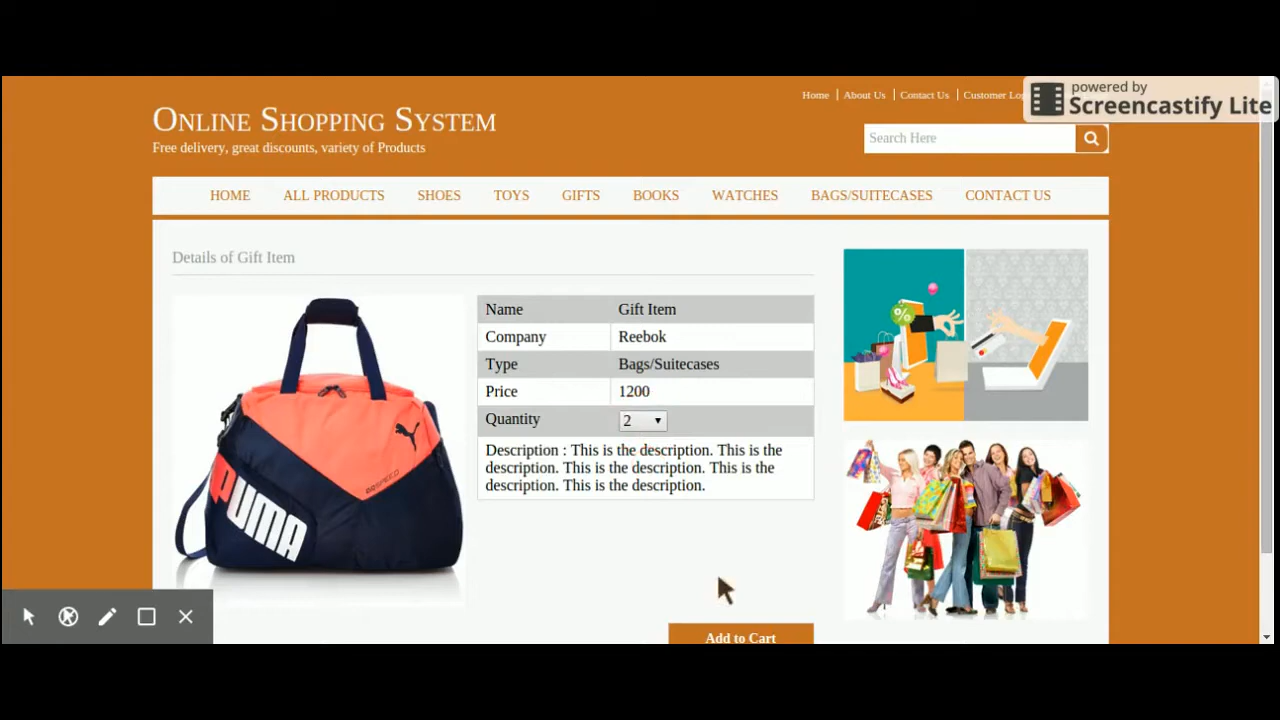 powered by
Screencastify Lite
Home About Us Contact Us Customer
Online Shopping System
Free delivery, great discounts, variety of Products
Search Here
HOME ALL PRODUCTS SHOES TOYS GIFTS BOOKS WATCHES BAGS/SUITECASES CONTACT US
Details of Gift Item
Name Gift Item
Company Reebok
Type Bags/Suitecases
Price 1200
Quantity 2
Description : This is the description. This is the
description. This is the description. This is the
description. This is the description.
PUMA
%
Add to Cart